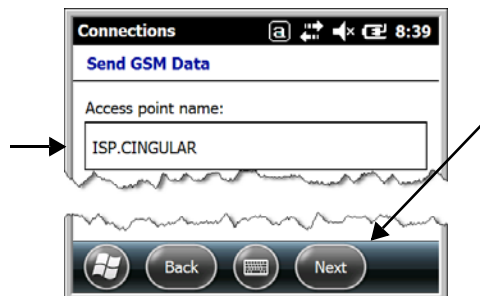 Connections a 8:39
Send GSM Data
Access point name:
ISP.CINGULAR
Back Next